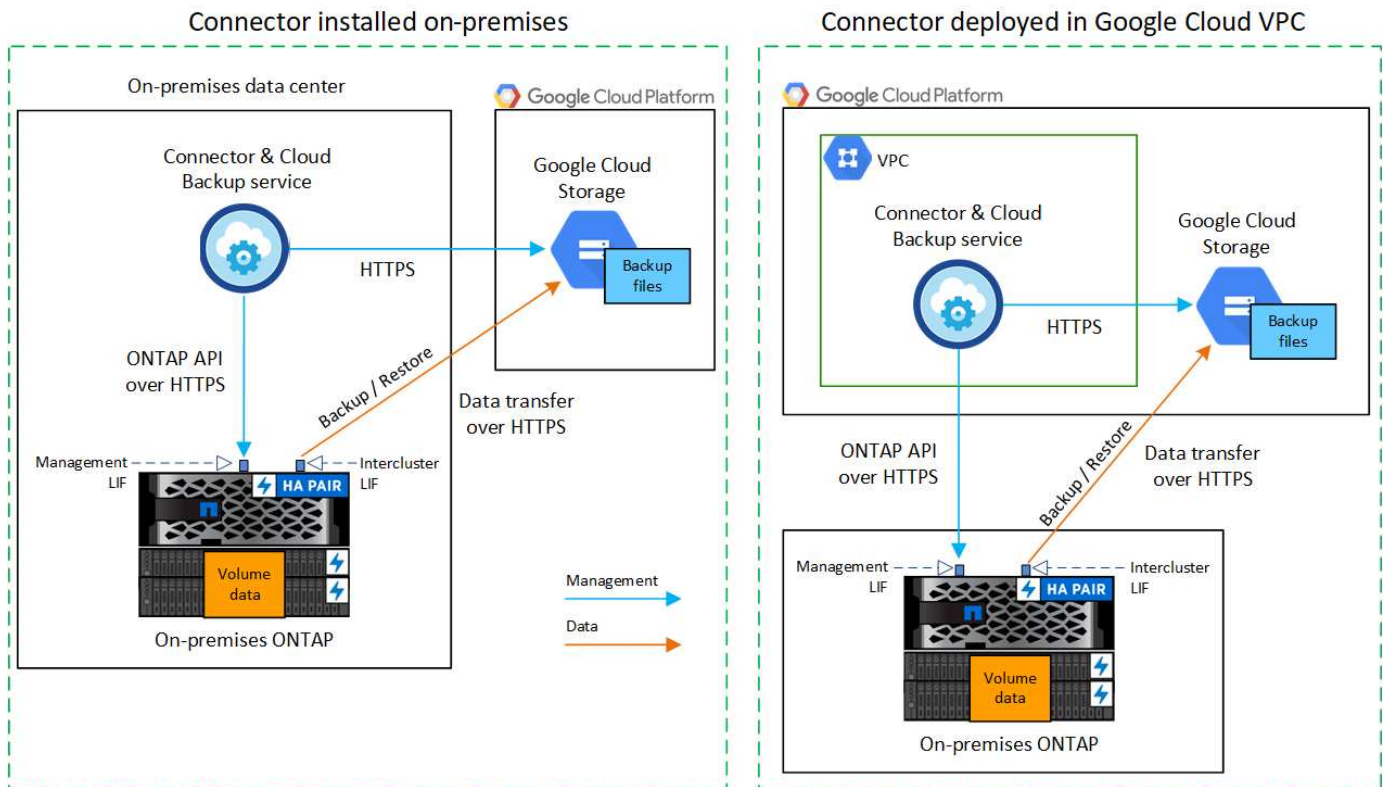 Connector installed on-premises
On-premises data center
Google Cloud Platform
Connector & Cloud
Backup service
Google Cloud
Storage
HTTPS
Backup
files
ONTAP API
over HTTPS
Backup / Restore
Data transfer
over HTTPS
Management
LIF
Intercluster
LIF
HA PAIR
Volume
data
On-premises ONTAP
Management
Data
Connector deployed in Google Cloud VPC
Google Cloud Platform
VPC
Connector & Cloud
Backup service
Google Cloud
Storage
HTTPS
Backup
files
ONTAP API
over HTTPS
Backup / Restore
Data transfer
over HTTPS
Management
LIF
Intercluster
LIF
HA PAIR
Volume
data
On-premises ONTAP